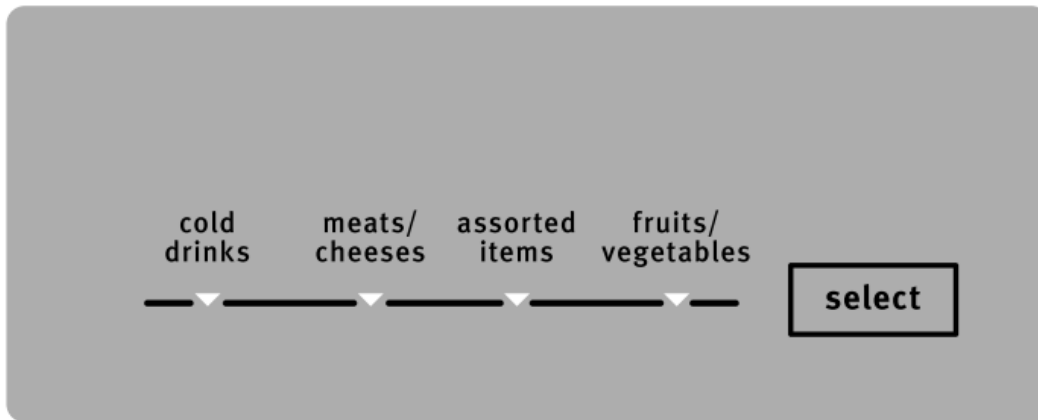 cold drinks
meats/ cheeses
assorted items
fruits/ vegetables
select